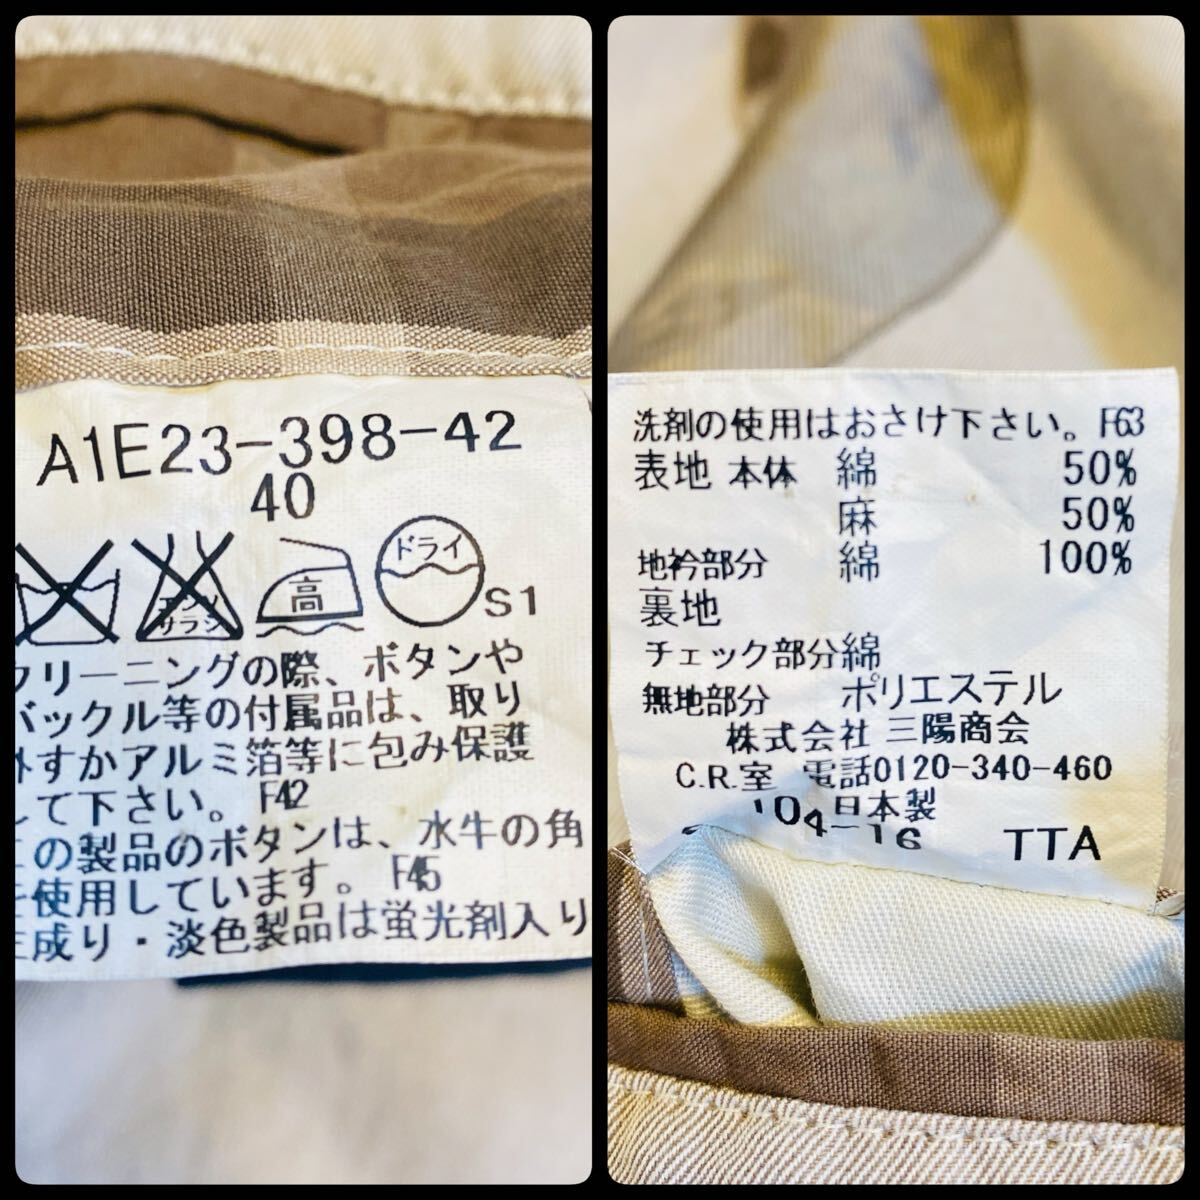 A1E23-398-42
40
エンソ
サラシ
高
ドライ
S1
クリーニングの際、ボタンや
バックル等の付属品は、取り
外すかアルミ箔等に包み保護
して下さい。F42
この製品のボタンは、水牛の角
を使用しています。F45
生成り・淡色製品は蛍光剤入り
洗剤の使用はおさけ下さい。F63
表地 本体 綿 50%
麻 50%
地衿部分 綿 100%
裏地
チェック部分綿
無地部分 ポリエステル
株式会社 三陽商会
C.R.室 電話0120-340-460
日本製
104-16 TTA